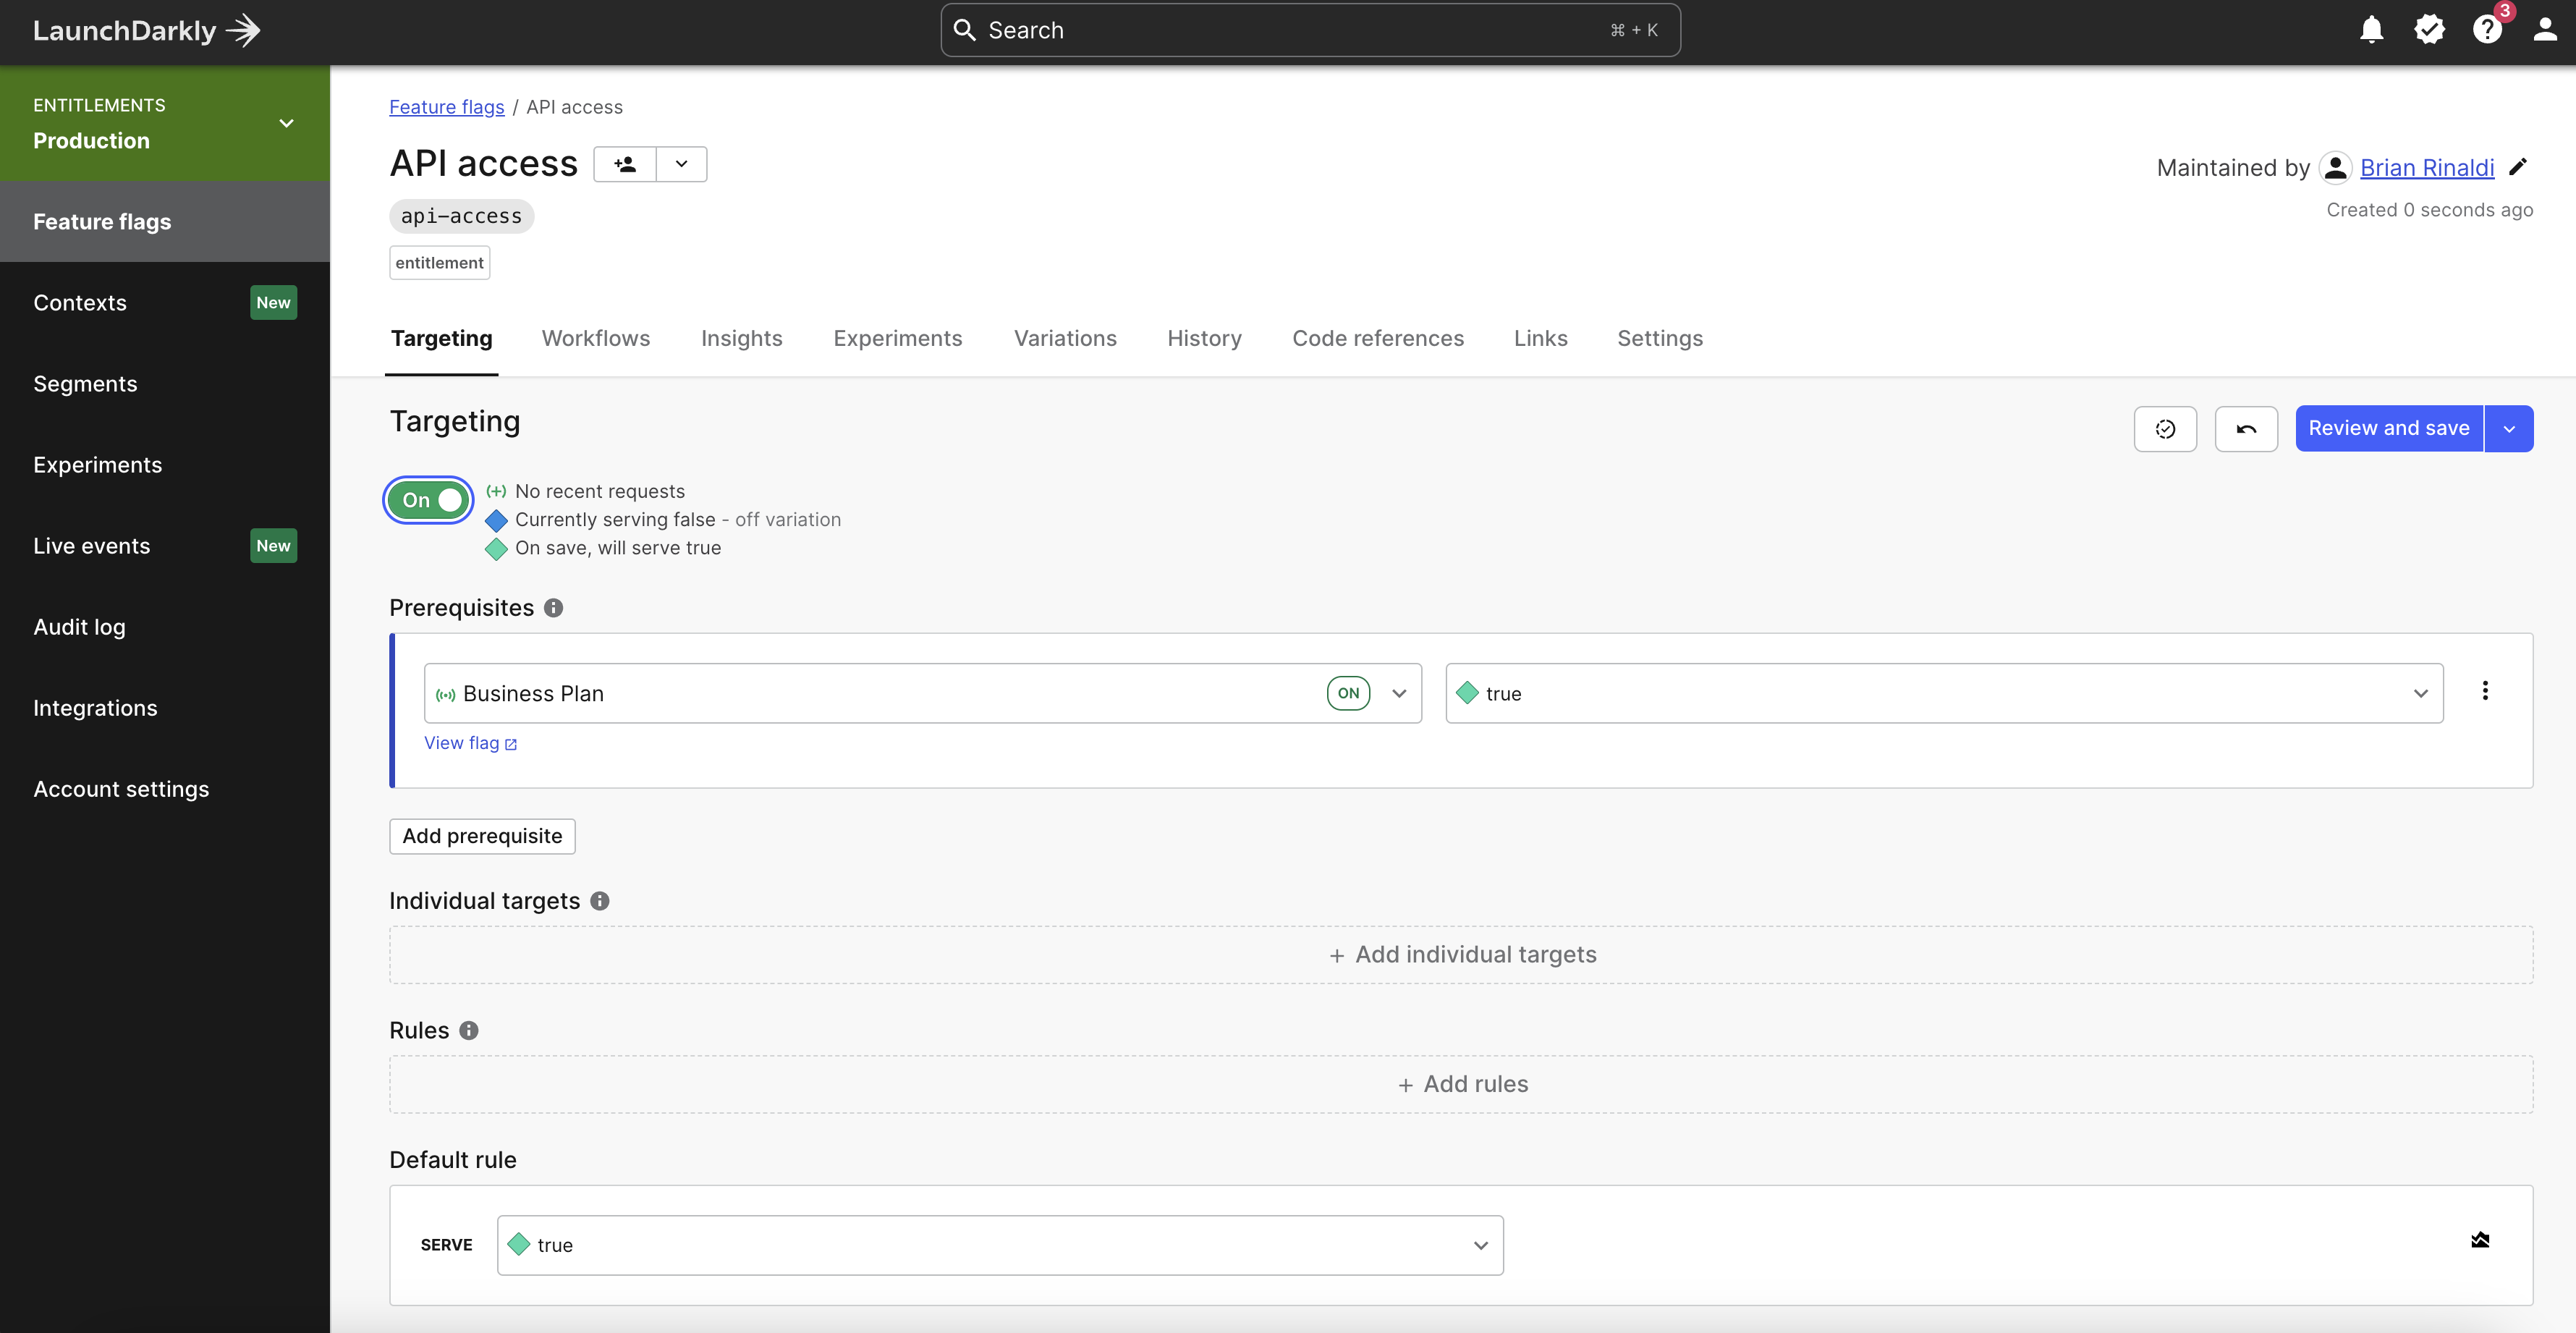 LaunchDarkly
Search
⌘ + K
3
ENTITLEMENTS
Production
Feature flags
Contexts
New
Segments
Experiments
Live events
New
Audit log
Integrations
Account settings
Feature flags / API access
API access
Maintained by Brian Rinaldi
api-access
Created 0 seconds ago
entitlement
Targeting Workflows Insights Experiments Variations History Code references Links Settings
Targeting
Review and save
On
No recent requests
Currently serving false - off variation
On save, will serve true
Prerequisites
Business Plan ON true
View flag
Add prerequisite
Individual targets
+ Add individual targets
Rules
+ Add rules
Default rule
SERVE true